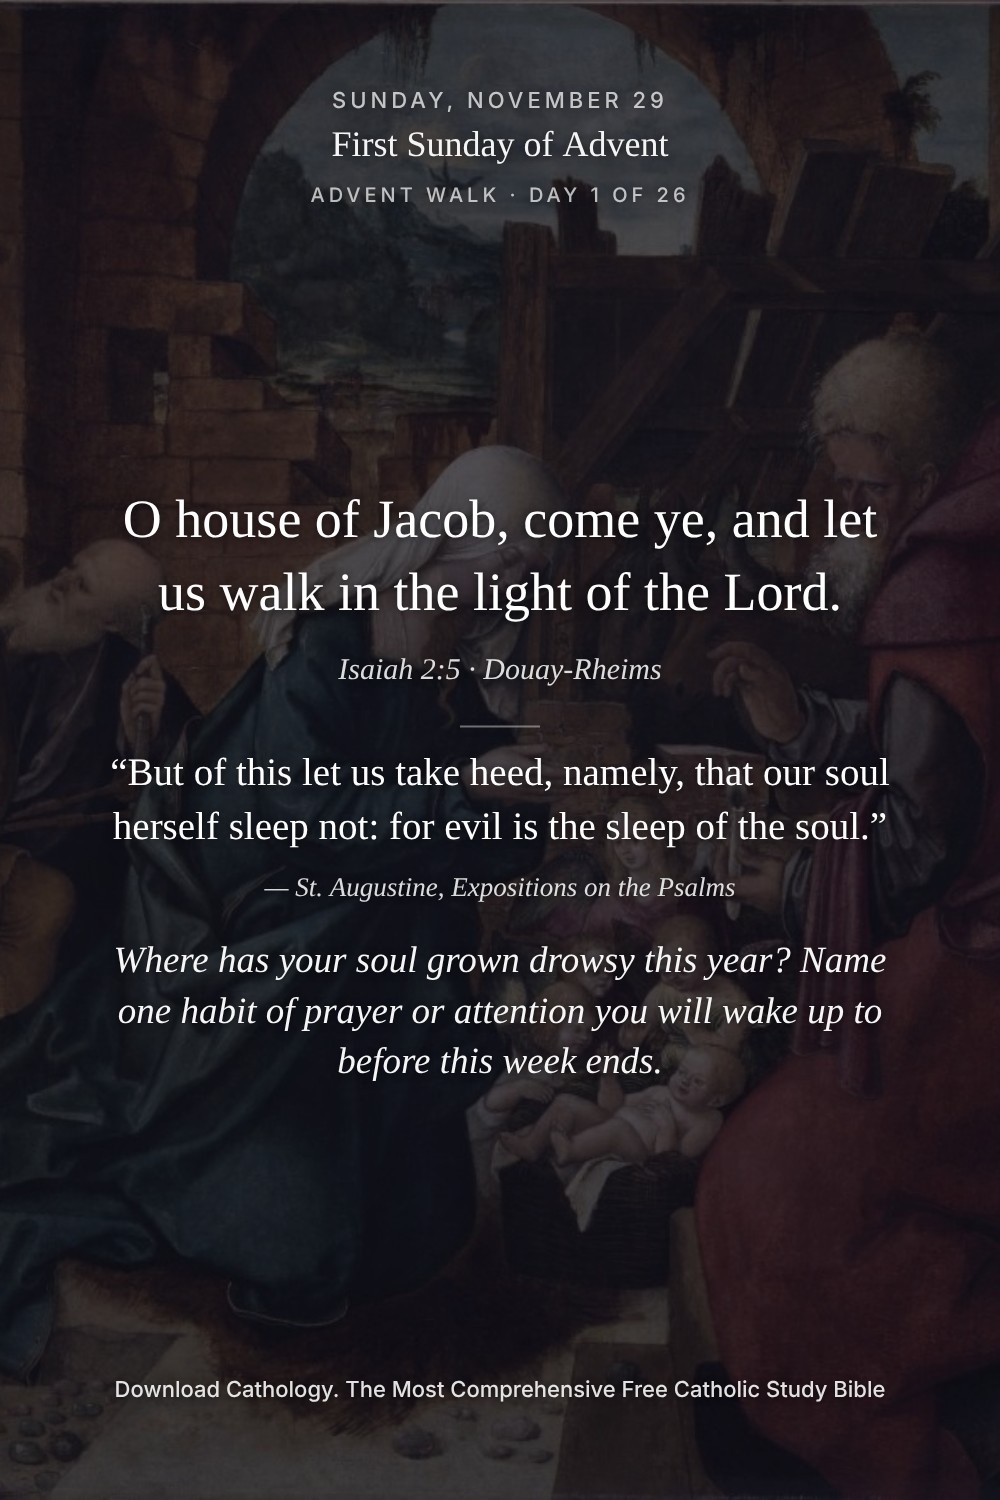 SUNDAY, NOVEMBER 29
First Sunday of Advent
ADVENT WALK · DAY 1 OF 26
O house of Jacob, come ye, and let
us walk in the light of the Lord.
Isaiah 2:5 · Douay-Rheims
“But of this let us take heed, namely, that our soul
herself sleep not: for evil is the sleep of the soul.”
— St. Augustine, Expositions on the Psalms
Where has your soul grown drowsy this year? Name
one habit of prayer or attention you will wake up to
before this week ends.
Download Cathology. The Most Comprehensive Free Catholic Study Bible